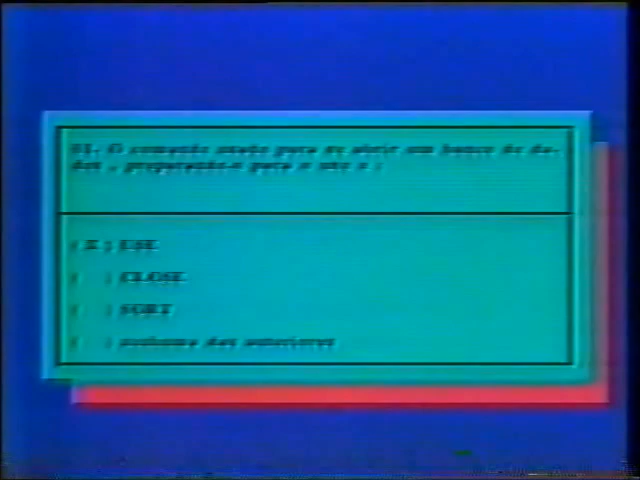 01. O comando usado para se abrir um banco de da-
dos , preparando-o para o uso e :
( X ) USE
(   ) CLOSE
(   ) SORT
(   ) nenhuma das anteriores